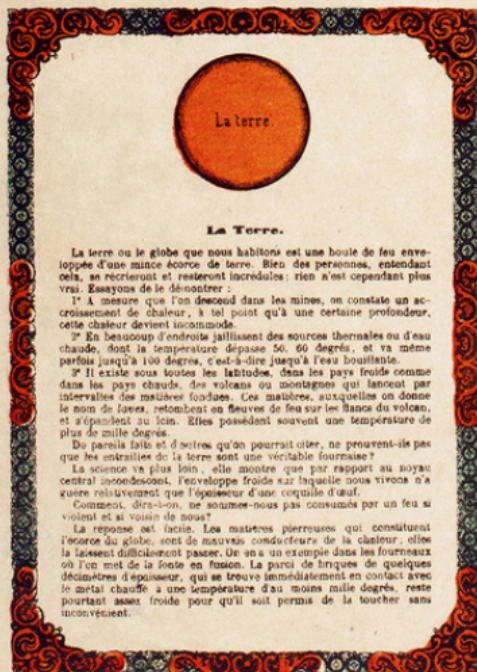 La terre.
La Terre.
La terre ou le globe que nous habitons est une boule de feu enve-
loppée d'une mince écorce de terre. Bien des personnes, entendant
cela, se récrieront et resteront incrédules; rien n'est cependant plus
vrai. Essayons de le démontrer :
1° A mesure que l'on descend dans les mines, on constate un ac-
croissement de chaleur, à tel point qu'à une certaine profondeur,
cette chaleur devient incommode.
2° En beaucoup d'endroits jaillissent des sources thermales ou d'eau
chaude, dont la température dépasse 50, 60 degrés, et va même
parfois jusqu'à 100 degrés, c'est-à-dire jusqu'à l'eau bouillante.
3° Il existe sous toutes les latitudes, dans les pays froids comme
dans les pays chauds, des volcans ou montagnes qui lancent par
intervalles des matières fondues. Ces matières, auxquelles on donne
le nom de laves, retombent en fleuves de feu sur les flancs du volcan,
et s'épandent au loin. Elles possèdent souvent une température de
plus de mille degrés.
De pareils faits et d'autres qu'on pourrait citer, ne prouvent-ils pas
que les entrailles de la terre sont une véritable fournaise ?
La science va plus loin, elle montre que par rapport au noyau
central incandescent, l'enveloppe froide sur laquelle nous vivons n'a
guère relativement que l'épaisseur d'une coquille d'œuf.
Comment, dira-t-on, ne sommes-nous pas consumés par un feu si
violent et si voisin de nous?
La réponse est facile. Les matières pierreuses qui constituent
l'écorce du globe, sont de mauvais conducteurs de la chaleur; elles
la laissent difficilement passer. On en a un exemple dans les fourneaux
où l'on met de la fonte en fusion. La paroi de briques de quelques
décimètres d'épaisseur, qui se trouve immédiatement en contact avec
le métal chauffé à une température d'au moins mille degrés, reste
pourtant assez froide pour qu'il soit permis de la toucher sans
inconvénient.